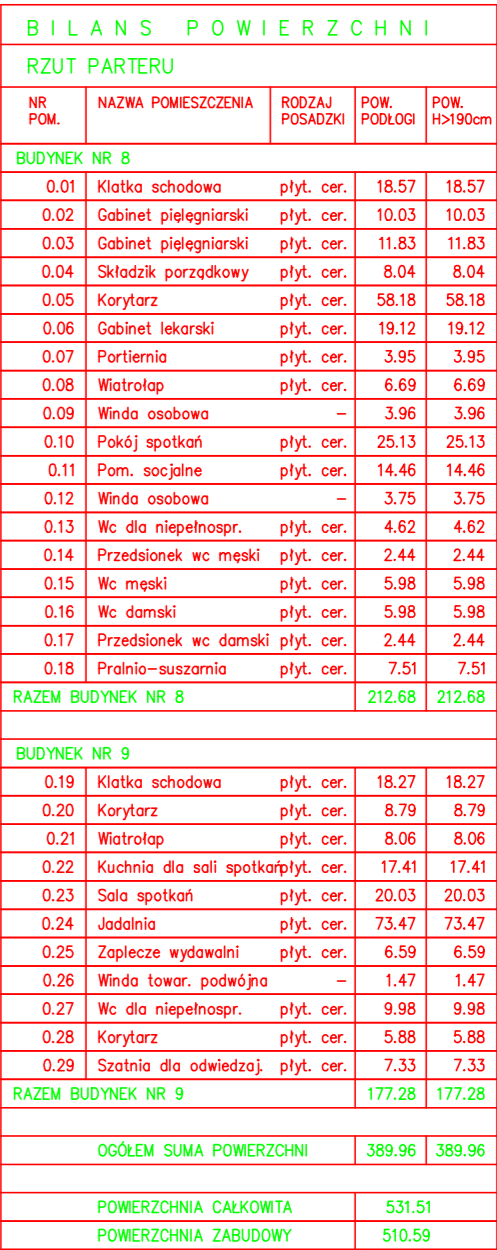 BILANS POWIERZCHNI
RZUT PARTERU
NR POM. NAZWA POMIESZCZENIA RODZAJ POSADZKI POW. PODŁOGI POW. H>190cm
BUDYNEK NR 8
0.01 Klatka schodowa płyt. cer. 18.57 18.57
0.02 Gabinet pielęgniarski płyt. cer. 10.03 10.03
0.03 Gabinet pielęgniarski płyt. cer. 11.83 11.83
0.04 Składzik porządkowy płyt. cer. 8.04 8.04
0.05 Korytarz płyt. cer. 58.18 58.18
0.06 Gabinet lekarski płyt. cer. 19.12 19.12
0.07 Portiernia płyt. cer. 3.95 3.95
0.08 Wiatrołap płyt. cer. 6.69 6.69
0.09 Winda osobowa – 3.96 3.96
0.10 Pokój spotkań płyt. cer. 25.13 25.13
0.11 Pom. socjalne płyt. cer. 14.46 14.46
0.12 Winda osobowa – 3.75 3.75
0.13 Wc dla niepełnospr. płyt. cer. 4.62 4.62
0.14 Przedsionek wc męski płyt. cer. 2.44 2.44
0.15 Wc męski płyt. cer. 5.98 5.98
0.16 Wc damski płyt. cer. 5.98 5.98
0.17 Przedsionek wc damski płyt. cer. 2.44 2.44
0.18 Pralnio–suszarnia płyt. cer. 7.51 7.51
RAZEM BUDYNEK NR 8 212.68 212.68
BUDYNEK NR 9
0.19 Klatka schodowa płyt. cer. 18.27 18.27
0.20 Korytarz płyt. cer. 8.79 8.79
0.21 Wiatrołap płyt. cer. 8.06 8.06
0.22 Kuchnia dla sali spotkań płyt. cer. 17.41 17.41
0.23 Sala spotkań płyt. cer. 20.03 20.03
0.24 Jadalnia płyt. cer. 73.47 73.47
0.25 Zaplecze wydawalni płyt. cer. 6.59 6.59
0.26 Winda towar. podwójna – 1.47 1.47
0.27 Wc dla niepełnospr. płyt. cer. 9.98 9.98
0.28 Korytarz płyt. cer. 5.88 5.88
0.29 Szatnia dla odwiedzaj. płyt. cer. 7.33 7.33
RAZEM BUDYNEK NR 9 177.28 177.28
OGÓŁEM SUMA POWIERZCHNI 389.96 389.96
POWIERZCHNIA CAŁKOWITA 531.51
POWIERZCHNIA ZABUDOWY 510.59